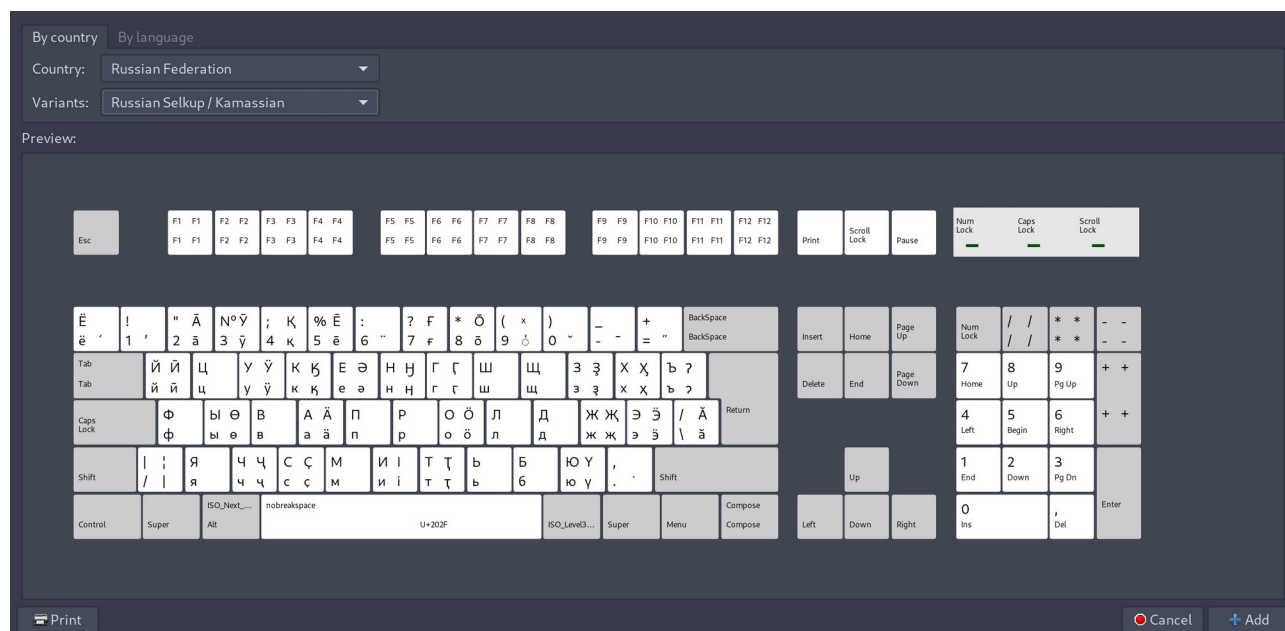 By country By language
Country: Russian Federation
Variants: Russian Selkup / Kamassian
Preview:
F1 F1 F2 F2 F3 F3 F4 F4 F5 F5 F6 F6 F7 F7 F8 F8 F9 F9 F10 F10 F11 F11 F12 F12 Num Lock Caps Lock Scroll Lock
Esc F1 F1 F2 F2 F3 F3 F4 F4 F5 F5 F6 F6 F7 F7 F8 F8 F9 F9 F10 F10 F11 F11 F12 F12 Print Scroll Lock Pause
Ё ! " Ā № Ȳ ; Қ % Ē : ? Ғ * Ō ( × ) _ + BackSpace / / * * - -
ё ´ 1 ′ 2 ā 3 ȳ 4 қ 5 ē 6 ¨ 7 ғ 8 ō 9 0 ˘ - - = ″ BackSpace Insert Home Page Up Num Lock / / * * - -
Tab Й Ӣ Ц У Ӱ К Ӄ Е Ә Н Ӈ Г Ӷ Ш Щ З Ҙ Х Ҳ Ъ ʔ 7 8 9 + +
Tab й ӣ ц у ӱ к ӄ е ә н ӈ г ӷ ш щ з ҙ х ҳ ъ ʔ Return Delete End Page Down Home Up Pg Up
Ф Ы Ө В А Ӓ П Р О Ӧ Л Д Ж Җ Э Ӭ / Ӑ 4 5 6 + +
Caps Lock ф ы ө в а ӓ п р о ӧ л д ж җ э ӭ \ ӑ Left Begin Right
| ¦ Я Ч Ҷ С Ҫ М И І Т Ҭ Ь Б Ю Ү , 1 2 3
Shift / | я ч ҷ с ҫ м и і т ҭ ь б ю ү . ˙ Shift Up End Down Pg Dn Enter
ISO_Next_... nobreakspace Compose 0 ,
Control Super Alt U+202F ISO_Level3... Super Menu Compose Left Down Right Ins Del
Print Cancel Add